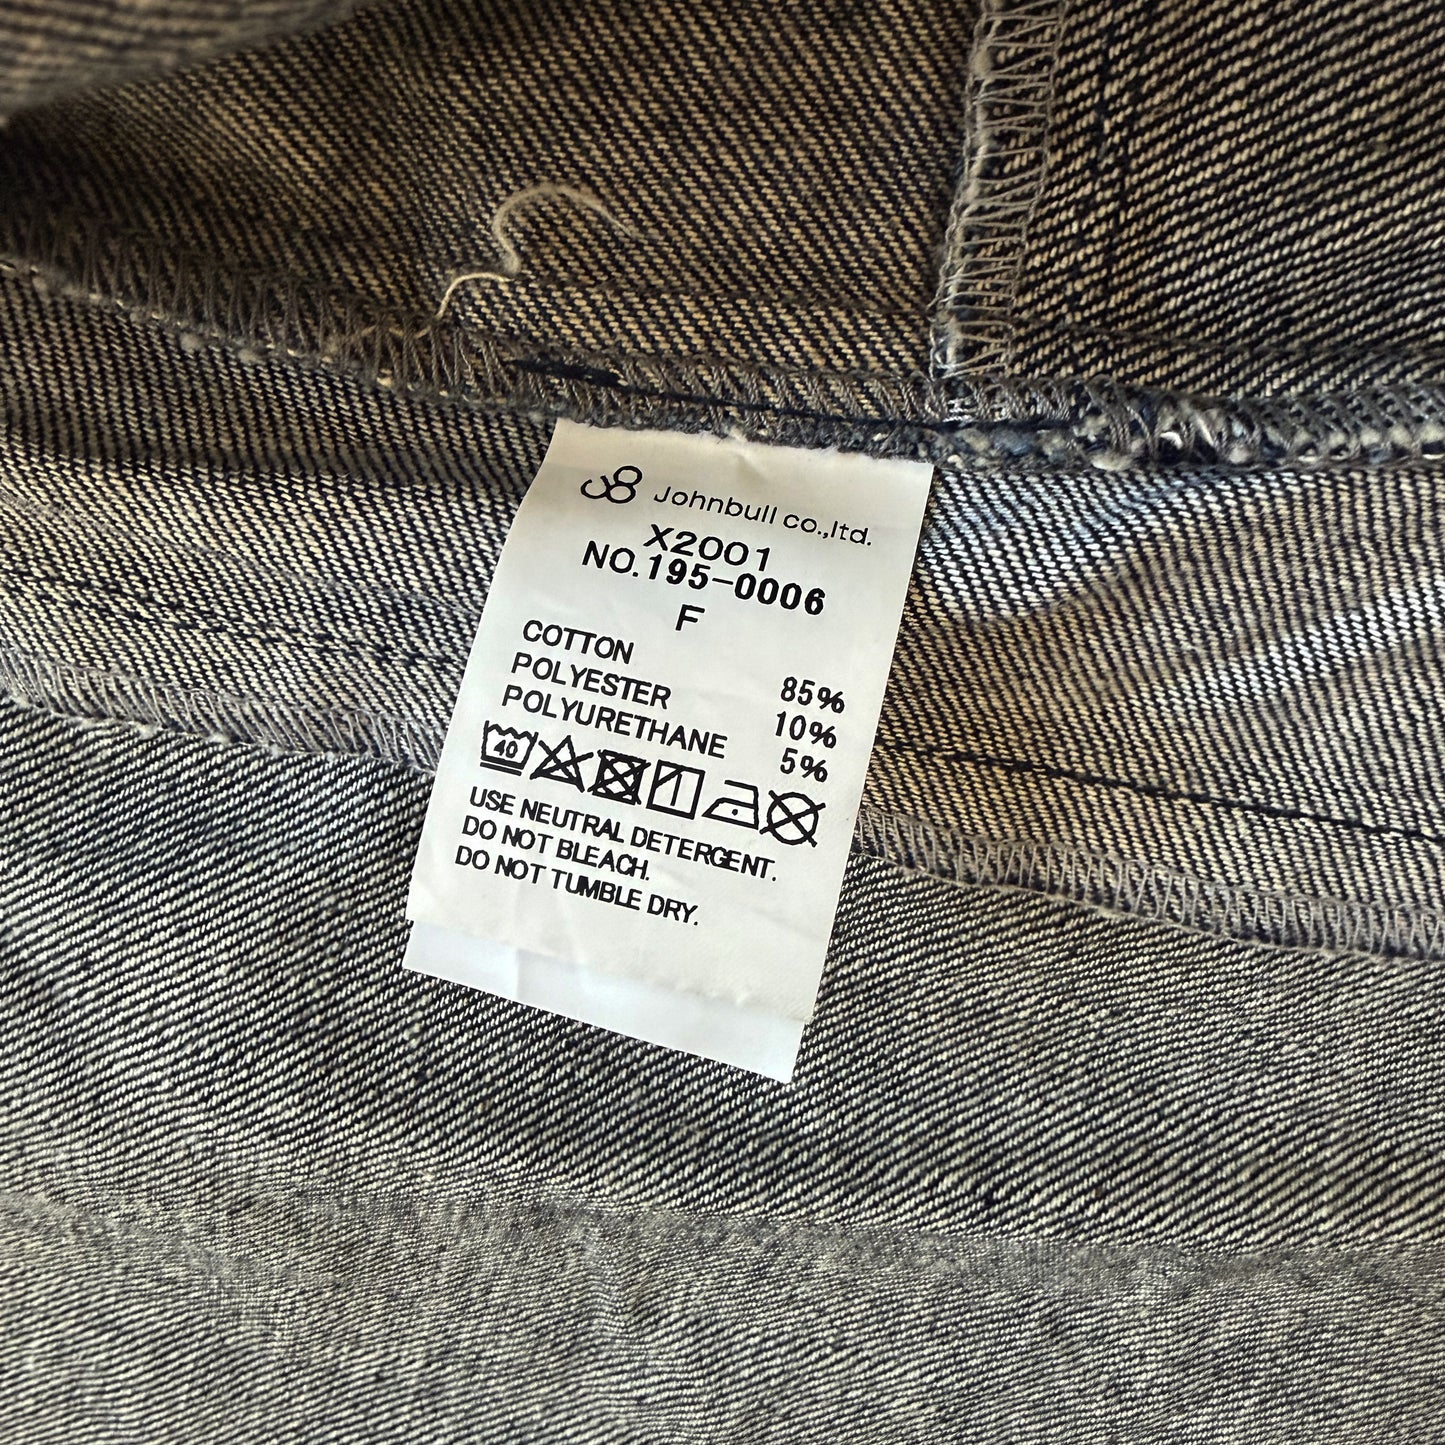 Johnbull co.,ltd.
X2001
NO.195-0006
F
COTTON 85%
POLYESTER 10%
POLYURETHANE 5%
40
USE NEUTRAL DETERGENT.
DO NOT BLEACH.
DO NOT TUMBLE DRY.